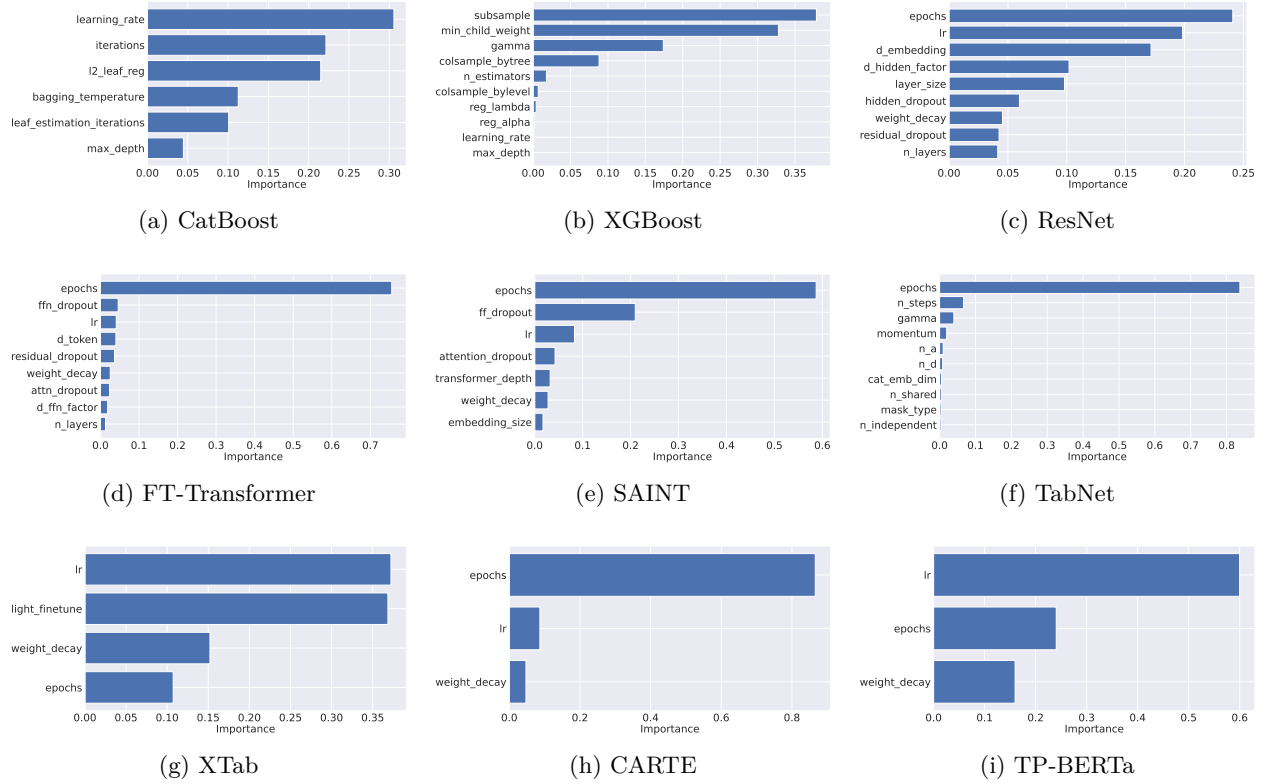 learning_rate
iterations
l2_leaf_reg
bagging_temperature
leaf_estimation_iterations
max_depth
0.00 0.05 0.10 0.15 0.20 0.25 0.30
Importance
(a) CatBoost
subsample
min_child_weight
gamma
colsample_bytree
n_estimators
colsample_bylevel
reg_lambda
reg_alpha
learning_rate
max_depth
0.00 0.05 0.10 0.15 0.20 0.25 0.30 0.35
Importance
(b) XGBoost
epochs
lr
d_embedding
d_hidden_factor
layer_size
hidden_dropout
weight_decay
residual_dropout
n_layers
0.00 0.05 0.10 0.15 0.20 0.25
Importance
(c) ResNet
epochs
ffn_dropout
lr
d_token
residual_dropout
weight_decay
attn_dropout
d_ffn_factor
n_layers
0.0 0.1 0.2 0.3 0.4 0.5 0.6 0.7
Importance
(d) FT-Transformer
epochs
ff_dropout
lr
attention_dropout
transformer_depth
weight_decay
embedding_size
0.0 0.1 0.2 0.3 0.4 0.5 0.6
Importance
(e) SAINT
epochs
n_steps
gamma
momentum
n_a
n_d
cat_emb_dim
n_shared
mask_type
n_independent
0.0 0.1 0.2 0.3 0.4 0.5 0.6 0.7 0.8
Importance
(f) TabNet
lr
light_finetune
weight_decay
epochs
0.00 0.05 0.10 0.15 0.20 0.25 0.30 0.35
Importance
(g) XTab
epochs
lr
weight_decay
0.0 0.2 0.4 0.6 0.8
Importance
(h) CARTE
lr
epochs
weight_decay
0.0 0.1 0.2 0.3 0.4 0.5 0.6
Importance
(i) TP-BERTa